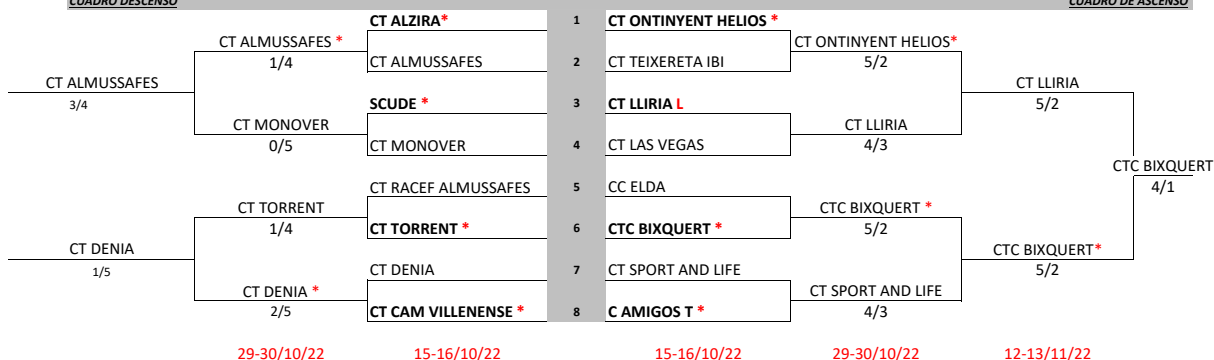 CUADRO DESCENSO CUADRO DE ASCENSO
CT ALZIRA* 1 CT ONTINYENT HELIOS *
CT ALMUSSAFES * CT ONTINYENT HELIOS*
1/4 CT ALMUSSAFES 2 CT TEIXERETA IBI 5/2
CT ALMUSSAFES CT LLIRIA
3/4 SCUDE * 3 CT LLIRIA L 5/2
CT MONOVER CT LLIRIA
0/5 CT MONOVER 4 CT LAS VEGAS 4/3
CTC BIXQUERT
CT RACEF ALMUSSAFES 5 CC ELDA 4/1
CT TORRENT CTC BIXQUERT *
1/4 CT TORRENT * 6 CTC BIXQUERT * 5/2
CT DENIA CTC BIXQUERT*
1/5 CT DENIA 7 CT SPORT AND LIFE 5/2
CT DENIA * CT SPORT AND LIFE
2/5 CT CAM VILLENENSE * 8 C AMIGOS T * 4/3
29-30/10/22 15-16/10/22 15-16/10/22 29-30/10/22 12-13/11/22